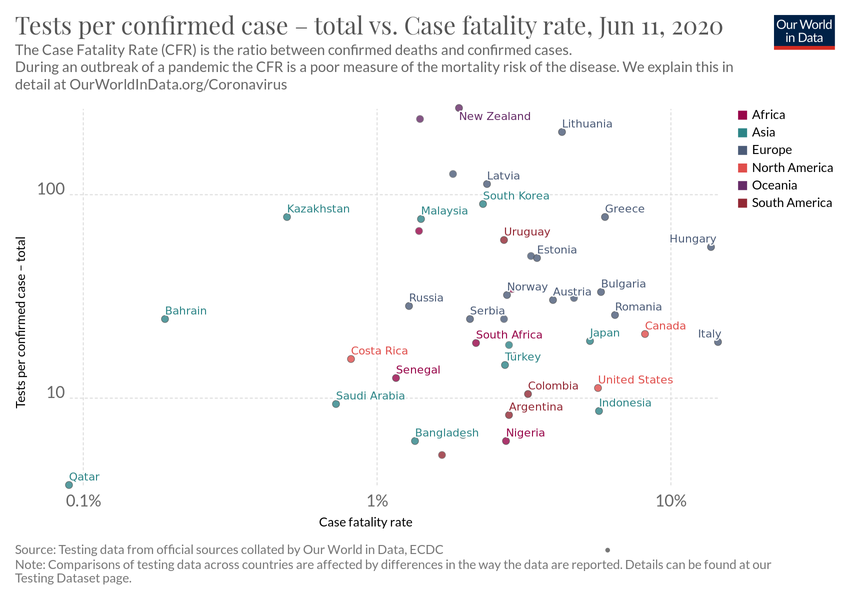 Tests per confirmed case – total vs. Case fatality rate, Jun 11, 2020
Our World
in Data
The Case Fatality Rate (CFR) is the ratio between confirmed deaths and confirmed cases.
During an outbreak of a pandemic the CFR is a poor measure of the mortality risk of the disease. We explain this in
detail at OurWorldInData.org/Coronavirus
Africa
Asia
Europe
North America
Oceania
South America
New Zealand
Lithuania
Latvia
100
South Korea
Kazakhstan
Malaysia
Greece
Uruguay
Hungary
Estonia
Norway
Austria
Bulgaria
Russia
Bahrain
Serbia
Romania
Canada
South Africa
Japan
Italy
Costa Rica
Turkey
Senegal
United States
Colombia
10
Saudi Arabia
Argentina
Indonesia
Bangladesh
Nigeria
Qatar
Tests per confirmed case – total
0.1%
1%
10%
Case fatality rate
Source: Testing data from official sources collated by Our World in Data, ECDC
Note: Comparisons of testing data across countries are affected by differences in the way the data are reported. Details can be found at our
Testing Dataset page.